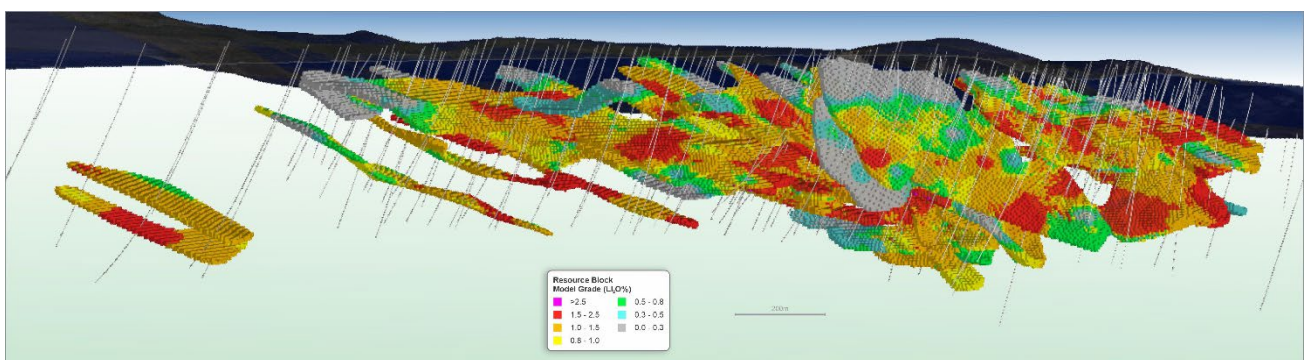 Resource Block
Model Grade (Li₂O%)
>2.5
1.5 - 2.5
1.0 - 1.5
0.8 - 1.0
0.5 - 0.8
0.3 - 0.5
0.0 - 0.3
200m